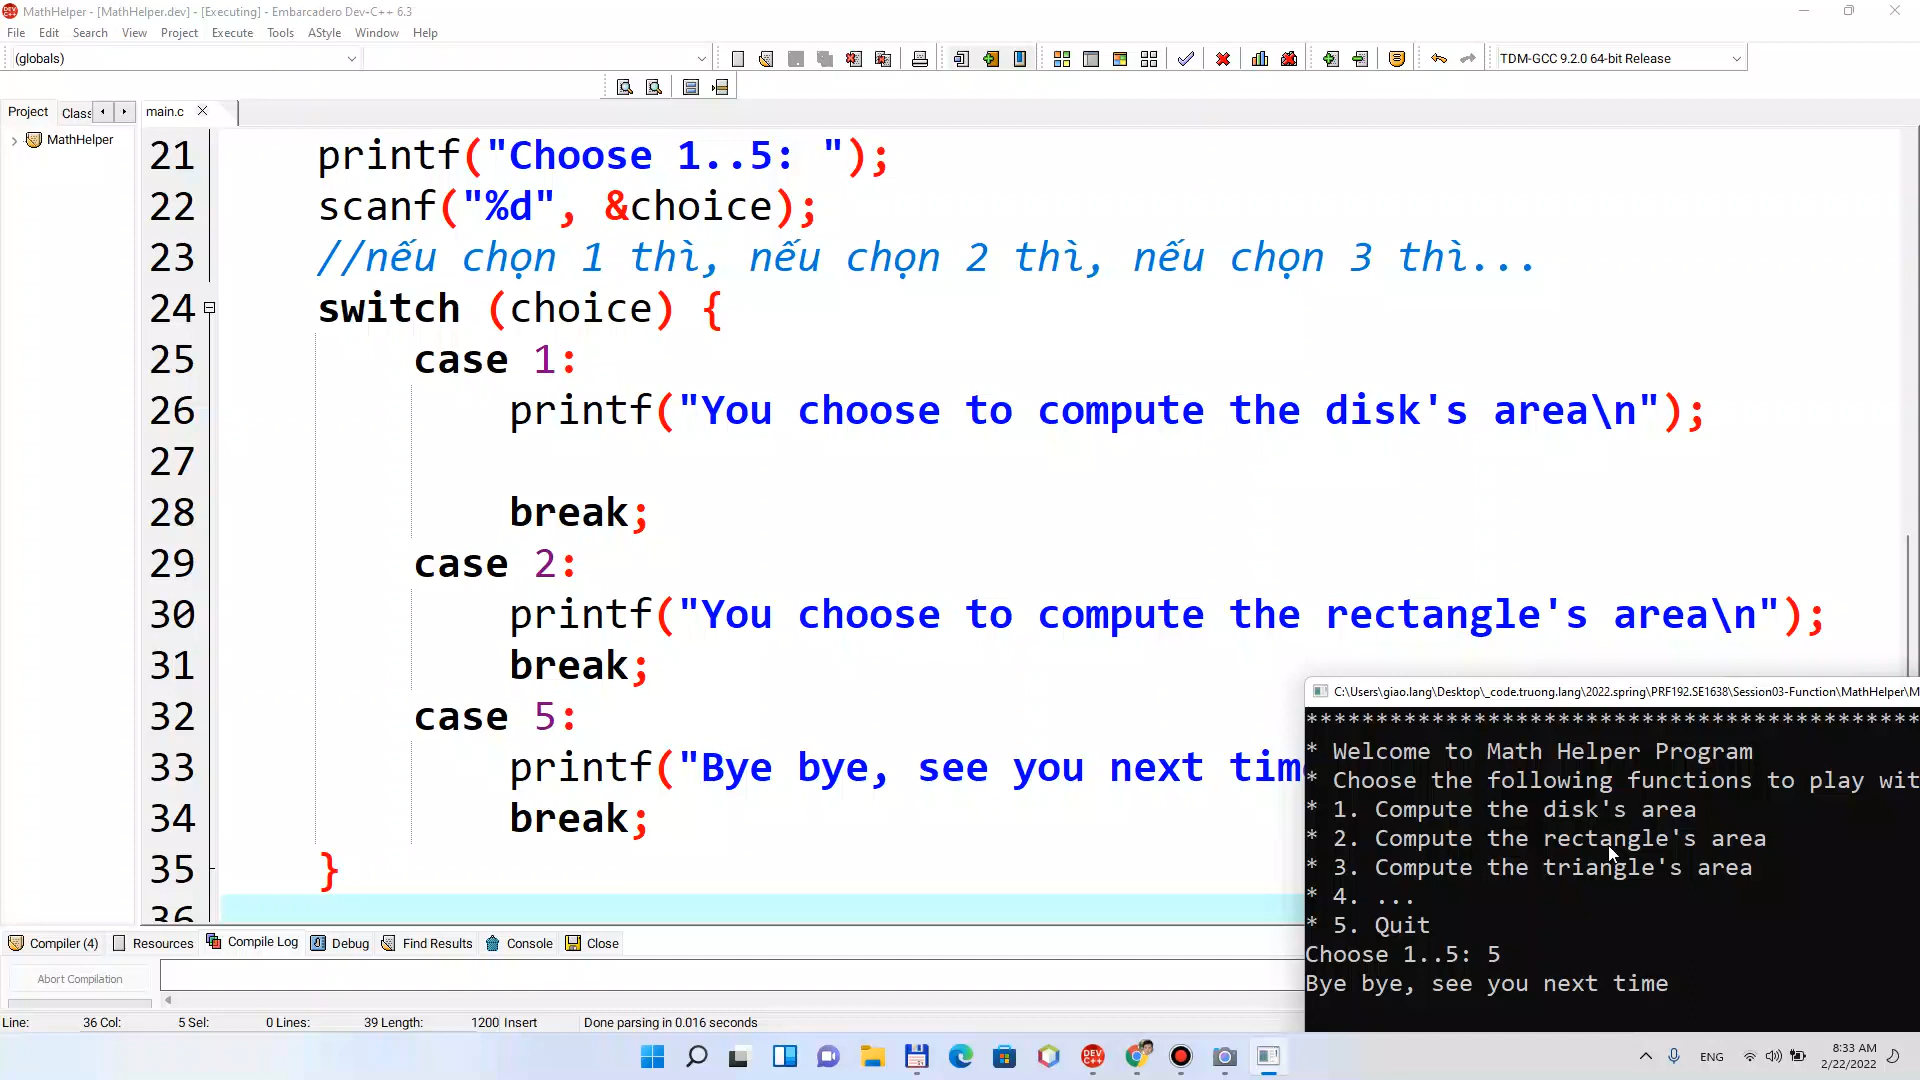 MathHelper - [MathHelper.dev] - [Executing] - Embarcadero Dev-C++ 6.3
File Edit Search View Project Execute Tools AStyle Window Help
(globals)
TDM-GCC 9.2.0 64-bit Release
Project Class main.c
MathHelper
21 printf("Choose 1..5: ");
22 scanf("%d", &choice);
23 //nếu chọn 1 thì, nếu chọn 2 thì, nếu chọn 3 thì...
24 switch (choice) {
25 case 1:
26 printf("You choose to compute the disk's area\n");
27
28 break;
29 case 2:
30 printf("You choose to compute the rectangle's area\n");
31 break;
32 case 5:
33 printf("Bye bye, see you next time
34 break;
35 }
36
C:\Users\giao.lang\Desktop\_code.truong.lang\2022.spring\PRF192.SE1638\Session03-Function\MathHelper\M
********************************************
* Welcome to Math Helper Program
* Choose the following functions to play wit
* 1. Compute the disk's area
* 2. Compute the rectangle's area
* 3. Compute the triangle's area
* 4. ...
* 5. Quit
Choose 1..5: 5
Bye bye, see you next time
Compiler (4) Resources Compile Log Debug Find Results Console Close
Abort Compilation
Line: 36 Col: 5 Sel: 0 Lines: 39 Length: 1200 Insert Done parsing in 0.016 seconds
DEV C++
ENG
8:33 AM
2/22/2022